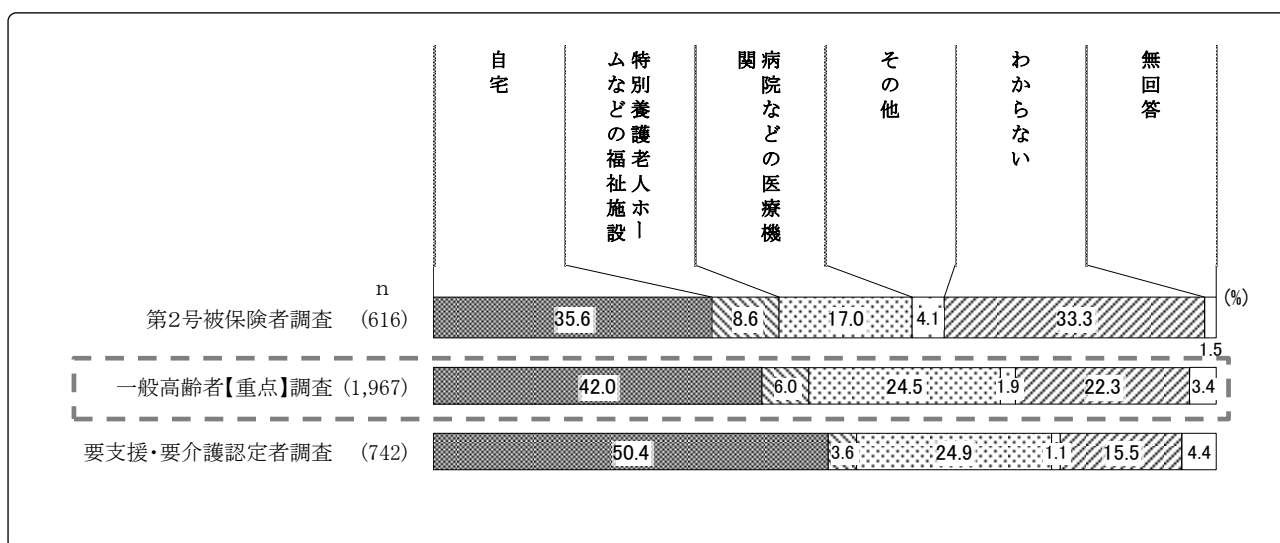 自宅
特別養護老人ホー
ムなどの福祉施設
病院などの医療機
関
その他
わからない
無回答
n
(%)
第2号被保険者調査 (616) 35.6 8.6 17.0 4.1 33.3
1.5
一般高齢者【重点】調査 (1,967) 42.0 6.0 24.5 1.9 22.3 3.4
要支援・要介護認定者調査 (742) 50.4 3.6 24.9 1.1 15.5 4.4